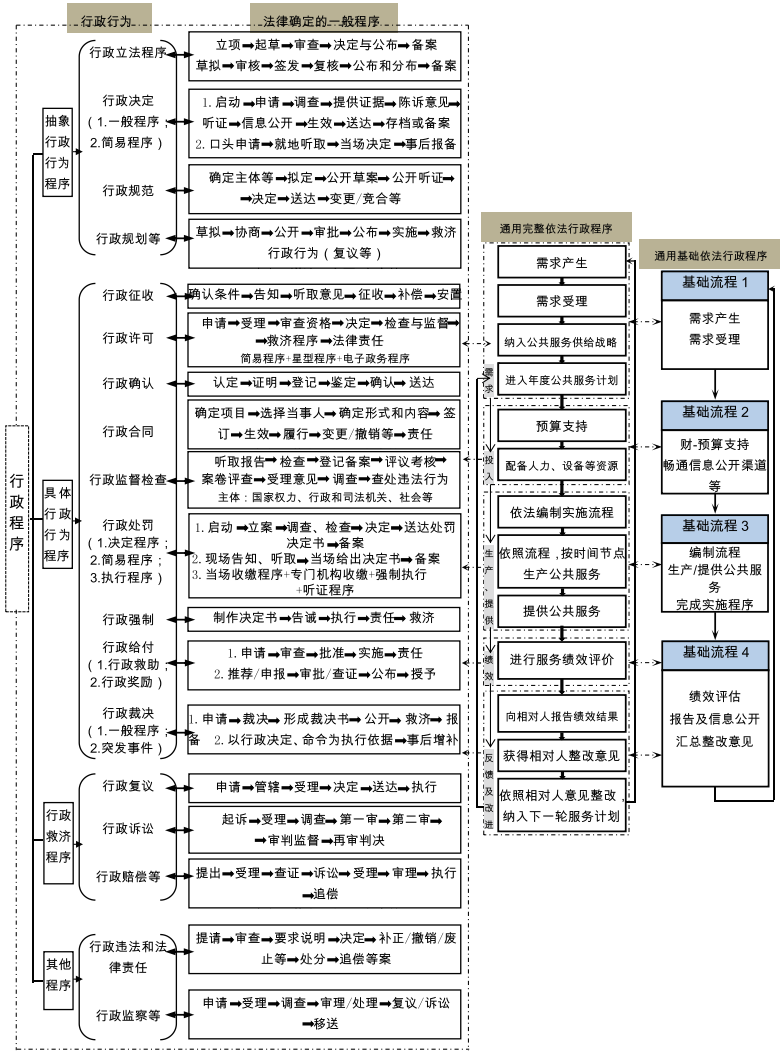 行政行为
法律确定的一般程序
行政程序
抽象
行政
行为
程序
行政立法程序
立项➡起草➡审查➡决定与公布➡备案
草拟➡审核➡签发➡复核➡公布和分布➡备案
行政决定
（1.一般程序；
2.简易程序）
1.启动➡申请➡调查➡提供证据➡陈诉意见➡
听证➡信息公开➡生效➡送达➡存档或备案
2.口头申请➡就地听取➡当场决定➡事后报备
行政规范
确定主体等➡拟定➡公开草案➡公开听证➡
➡决定➡送达➡变更/竞合等
行政规划等
草拟➡协商➡公开➡审批➡公布➡实施➡救济
行政行为（复议等）
具体
行政
行为
程序
行政征收
确认条件➡告知➡听取意见➡征收➡补偿➡安置
行政许可
申请➡受理➡审查资格➡决定➡检查与监督➡
➡救济程序➡法律责任
简易程序+星型程序+电子政务程序
行政确认
认定➡证明➡登记➡鉴定➡确认➡送达
行政合同
确定项目➡选择当事人➡确定形式和内容➡签
订➡生效➡履行➡变更/撤销等➡责任
行政监督检查
听取报告➡检查➡登记备案➡评议考核➡
案卷评查➡受理意见➡调查➡查处违法行为
主体：国家权力、行政和司法机关、社会等
行政处罚
（1.决定程序；
2.简易程序；
3.执行程序）
1.启动➡立案➡调查、检查➡决定➡送达处罚
决定书➡备案
2.现场告知、听取➡当场给出决定书➡备案
3.当场收缴程序+专门机构收缴+强制执行
+听证程序
行政强制
制作决定书➡告诫➡执行➡责任➡救济
行政给付
（1.行政救助；
2.行政奖励）
1.申请➡审查➡批准➡实施➡责任
2.推荐/申报➡审批/查证➡公布➡授予
行政裁决
（1.一般程序；
2.突发事件）
1.申请➡裁决➡形成裁决书➡公开➡救济➡报
备 2.以行政决定、命令为执行依据➡事后增补
行政
救济
程序
行政复议
申请➡管辖➡受理➡决定➡送达➡执行
行政诉讼
起诉➡受理➡调查➡第一审➡第二审➡
➡审判监督➡再审判决
行政赔偿等
提出➡受理➡查证➡诉讼➡受理➡审理➡执行
➡追偿
其他
程序
行政违法和法
律责任
提请➡审查➡要求说明➡决定➡补正/撤销/废
止等➡处分➡追偿等案
行政监察等
申请➡受理➡调查➡审理/处理➡复议/诉讼
➡移送
通用完整依法行政程序
需求产生
需求受理
纳入公共服务供给战略
进入年度公共服务计划
需求
预算支持
配备人力、设备等资源
投入
依法编制实施流程
依照流程，按时间节点
生产公共服务
提供公共服务
生产、提供
进行服务绩效评价
绩效
向相对人报告绩效结果
获得相对人整改意见
依照相对人意见整改，
纳入下一轮服务计划
反馈及改进
通用基础依法行政程序
基础流程 1
需求产生
需求受理
基础流程 2
财-预算支持
畅通信息公开渠道
等
基础流程 3
编制流程
生产/提供公共服
务
完成实施程序
基础流程 4
绩效评估
报告及信息公开
汇总整改意见